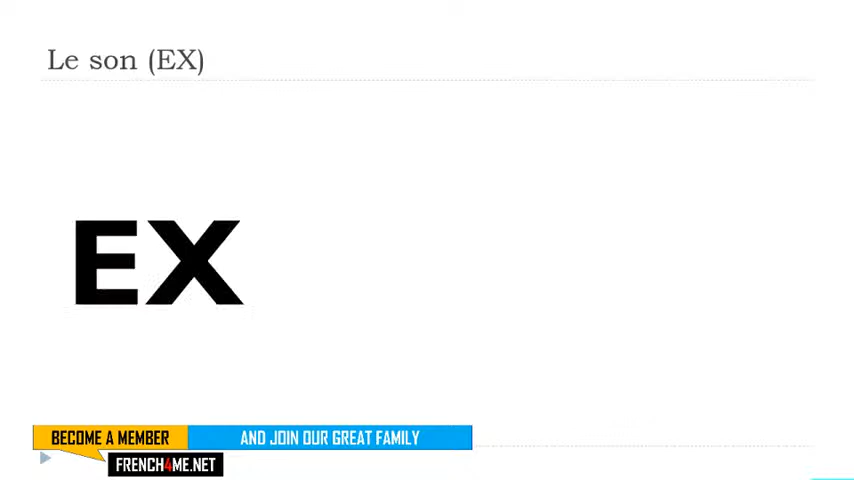 Le son (EX)
EX
BECOME A MEMBER AND JOIN OUR GREAT FAMILY
FRENCH4ME.NET